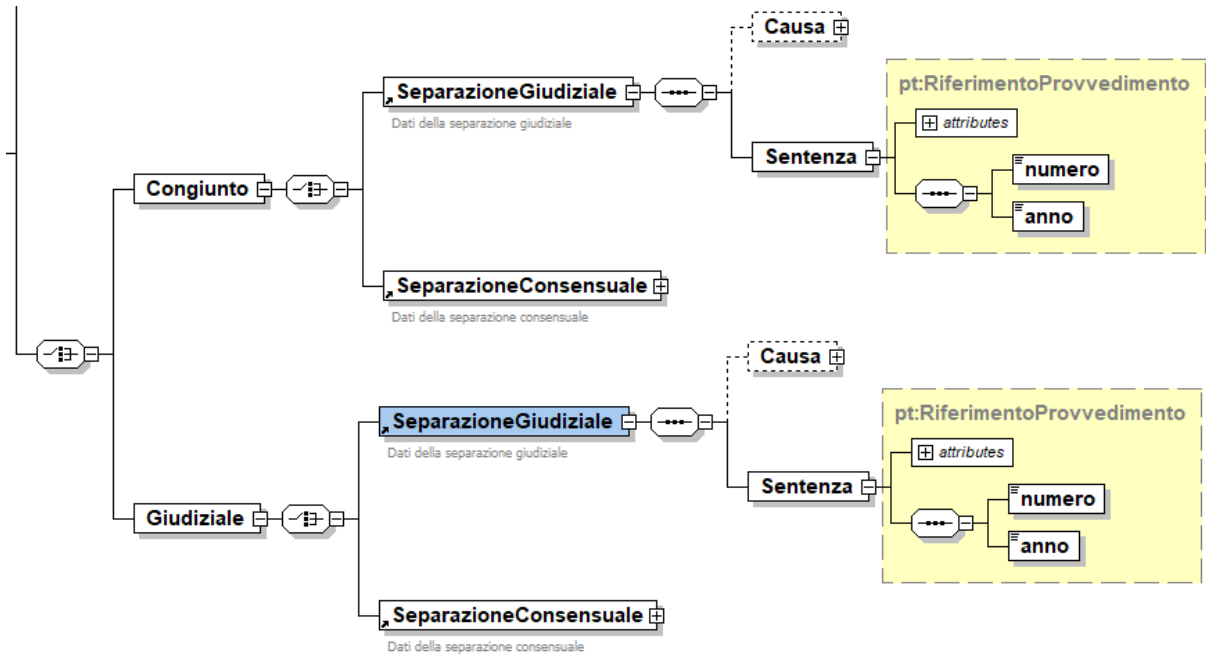 Causa
pt:RiferimentoProvvedimento
SeparazioneGiudiziale
Dati della separazione giudiziale
attributes
Sentenza
numero
anno
Congiunto
SeparazioneConsensuale
Dati della separazione consensuale
Causa
pt:RiferimentoProvvedimento
SeparazioneGiudiziale
Dati della separazione giudiziale
attributes
Sentenza
numero
anno
Giudiziale
SeparazioneConsensuale
Dati della separazione consensuale